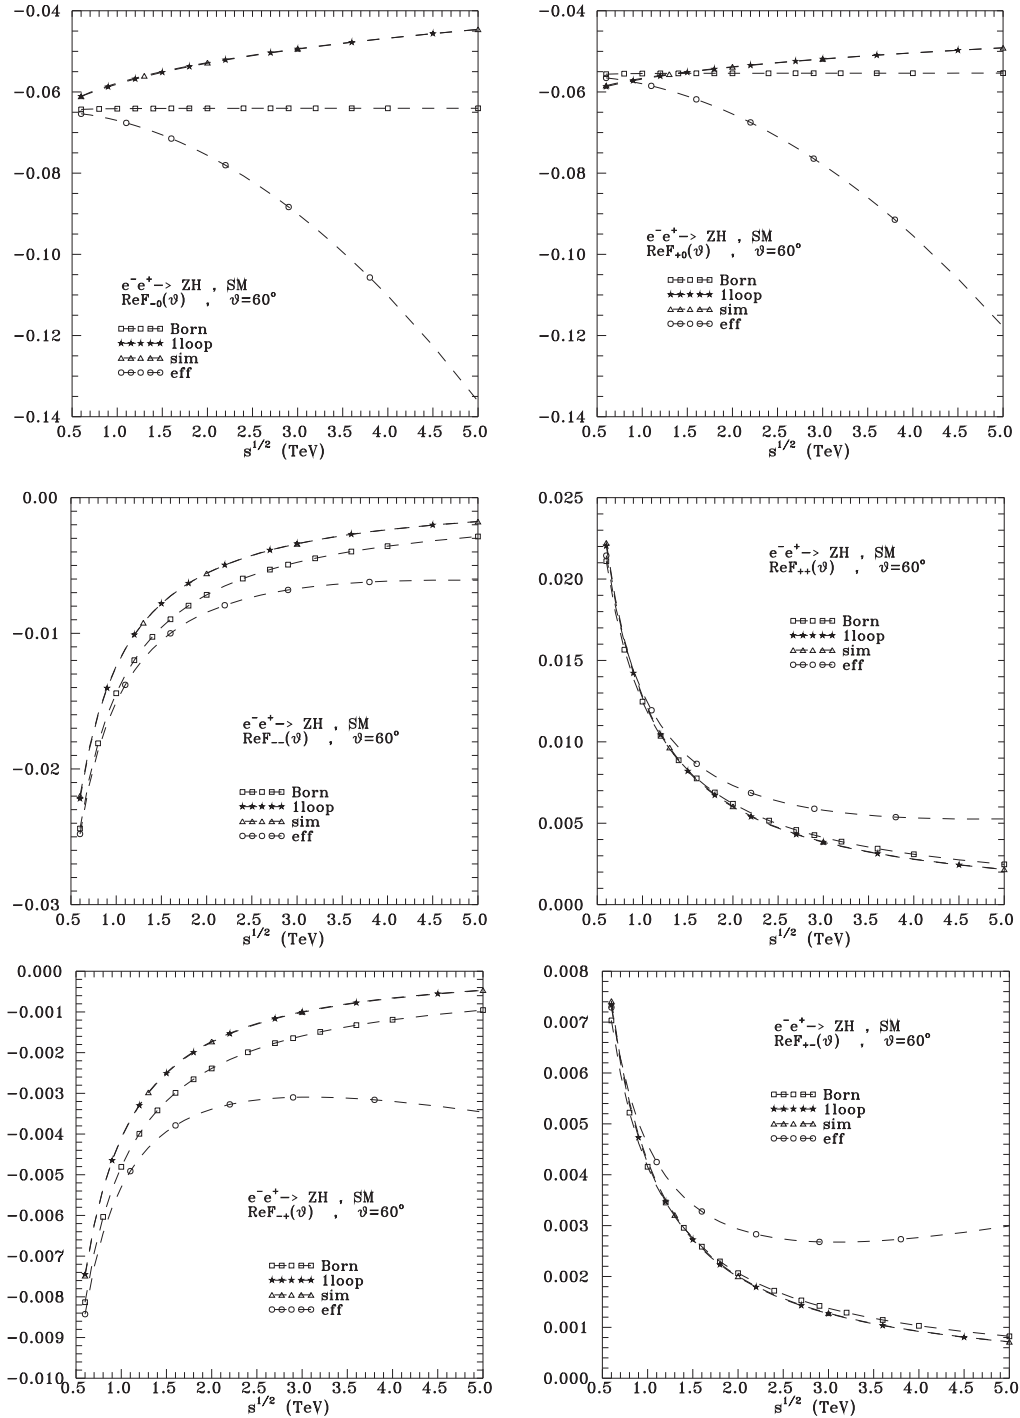 −0.04
−0.06
−0.08
−0.10
−0.12
−0.14
0.5 1.0 1.5 2.0 2.5 3.0 3.5 4.0 4.5 5.0
s^{1/2} (TeV)
e⁻e⁺−> ZH , SM
ReF₋₀(ϑ) , ϑ=60°
Born
1loop
sim
eff
−0.04
−0.06
−0.08
−0.10
−0.12
−0.14
0.5 1.0 1.5 2.0 2.5 3.0 3.5 4.0 4.5 5.0
s^{1/2} (TeV)
e⁻e⁺−> ZH , SM
ReF₊₀(ϑ) , ϑ=60°
Born
1loop
sim
eff
0.00
−0.01
−0.02
−0.03
0.5 1.0 1.5 2.0 2.5 3.0 3.5 4.0 4.5 5.0
s^{1/2} (TeV)
e⁻e⁺−> ZH , SM
ReF₋₋(ϑ) , ϑ=60°
Born
1loop
sim
eff
0.025
0.020
0.015
0.010
0.005
0.000
0.5 1.0 1.5 2.0 2.5 3.0 3.5 4.0 4.5 5.0
s^{1/2} (TeV)
e⁻e⁺−> ZH , SM
ReF₊₊(ϑ) , ϑ=60°
Born
1loop
sim
eff
0.000
−0.001
−0.002
−0.003
−0.004
−0.005
−0.006
−0.007
−0.008
−0.009
−0.010
0.5 1.0 1.5 2.0 2.5 3.0 3.5 4.0 4.5 5.0
s^{1/2} (TeV)
e⁻e⁺−> ZH , SM
ReF₋₊(ϑ) , ϑ=60°
Born
1loop
sim
eff
0.008
0.007
0.006
0.005
0.004
0.003
0.002
0.001
0.000
0.5 1.0 1.5 2.0 2.5 3.0 3.5 4.0 4.5 5.0
s^{1/2} (TeV)
e⁻e⁺−> ZH , SM
ReF₊₋(ϑ) , ϑ=60°
Born
1loop
sim
eff